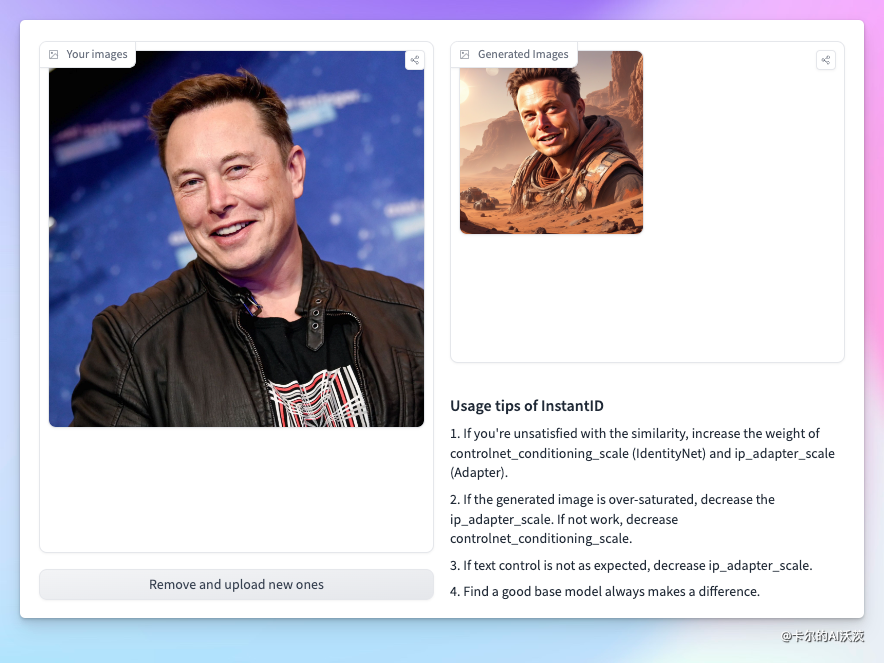 Your images
Generated Images
Remove and upload new ones
Usage tips of InstantID
1. If you're unsatisfied with the similarity, increase the weight of
controlnet_conditioning_scale (IdentityNet) and ip_adapter_scale
(Adapter).
2. If the generated image is over-saturated, decrease the
ip_adapter_scale. If not work, decrease
controlnet_conditioning_scale.
3. If text control is not as expected, decrease ip_adapter_scale.
4. Find a good base model always makes a difference.
@卡尔的AI沃茨